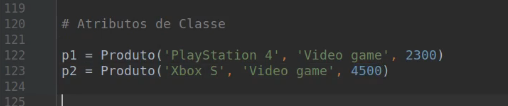 119
120 # Atributos de Classe
121
122 p1 = Produto('PlayStation 4', 'Video game', 2300)
123 p2 = Produto('Xbox S', 'Video game', 4500)
124
125